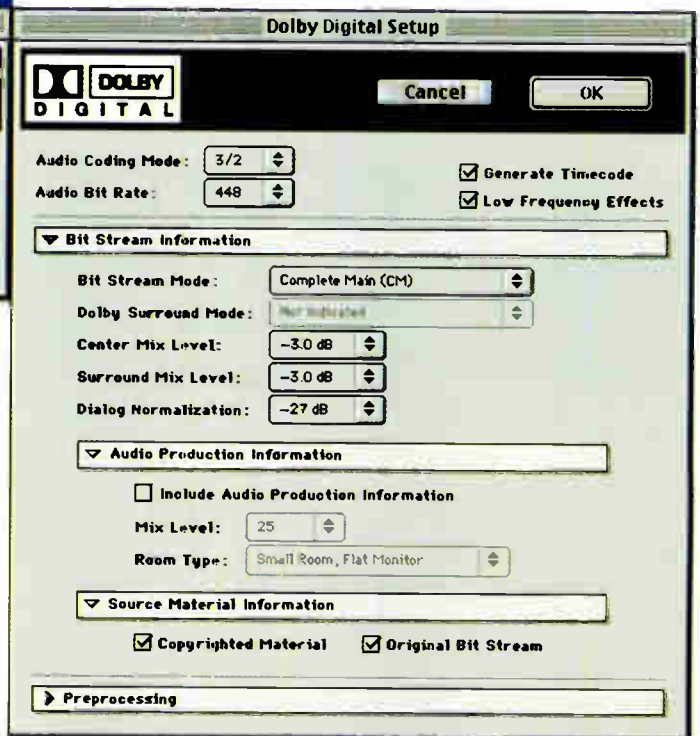 Dolby Digital Setup
DOLBY
DIGITAL
Cancel
OK
Audio Coding Mode: 3/2
Generate Timecode
Audio Bit Rate: 448
Low Frequency Effects
Bit Stream Information
Bit Stream Mode: Complete Main (CM)
Dolby Surround Mode: Not Indicated
Center Mix Level: -3.0 dB
Surround Mix Level: -3.0 dB
Dialog Normalization: -27 dB
Audio Production Information
Include Audio Production Information
Mix Level: 25
Room Type: Small Room, Flat Monitor
Source Material Information
Copyrighted Material
Original Bit Stream
Preprocessing